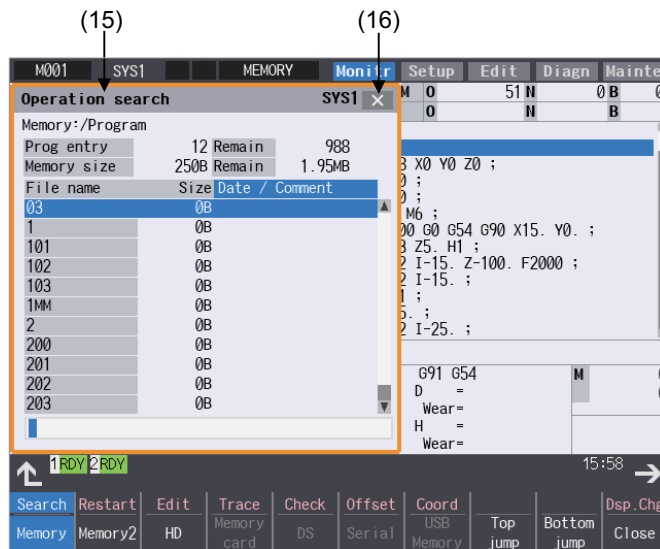 (15) (16)
M001 SYS1 MEMORY Monitr Setup Edit Diagn Mainte
Operation search SYS1 ×
M O 51 N 0 B 0
O N B
Memory:/Program
Prog entry 12 Remain 988
Memory size 250B Remain 1.95MB
File name Size Date / Comment
03 0B
1 0B
101 0B
102 0B
103 0B
1MM 0B
2 0B
200 0B
201 0B
202 0B
203 0B
X0 Y0 Z0 ;
;
;
M6 ;
G0 G54 G90 X15. Y0. ;
Z5. H1 ;
I-15. Z-100. F2000 ;
I-15. ;
;
. ;
I-25. ;
G91 G54 M
D =
Wear=
H =
Wear=
1RDY 2RDY 15:58
Search Restart Edit Trace Check Offset Coord Dsp.Chg
Memory Memory2 HD Memory card DS Serial USB Memory Top jump Bottom jump Close